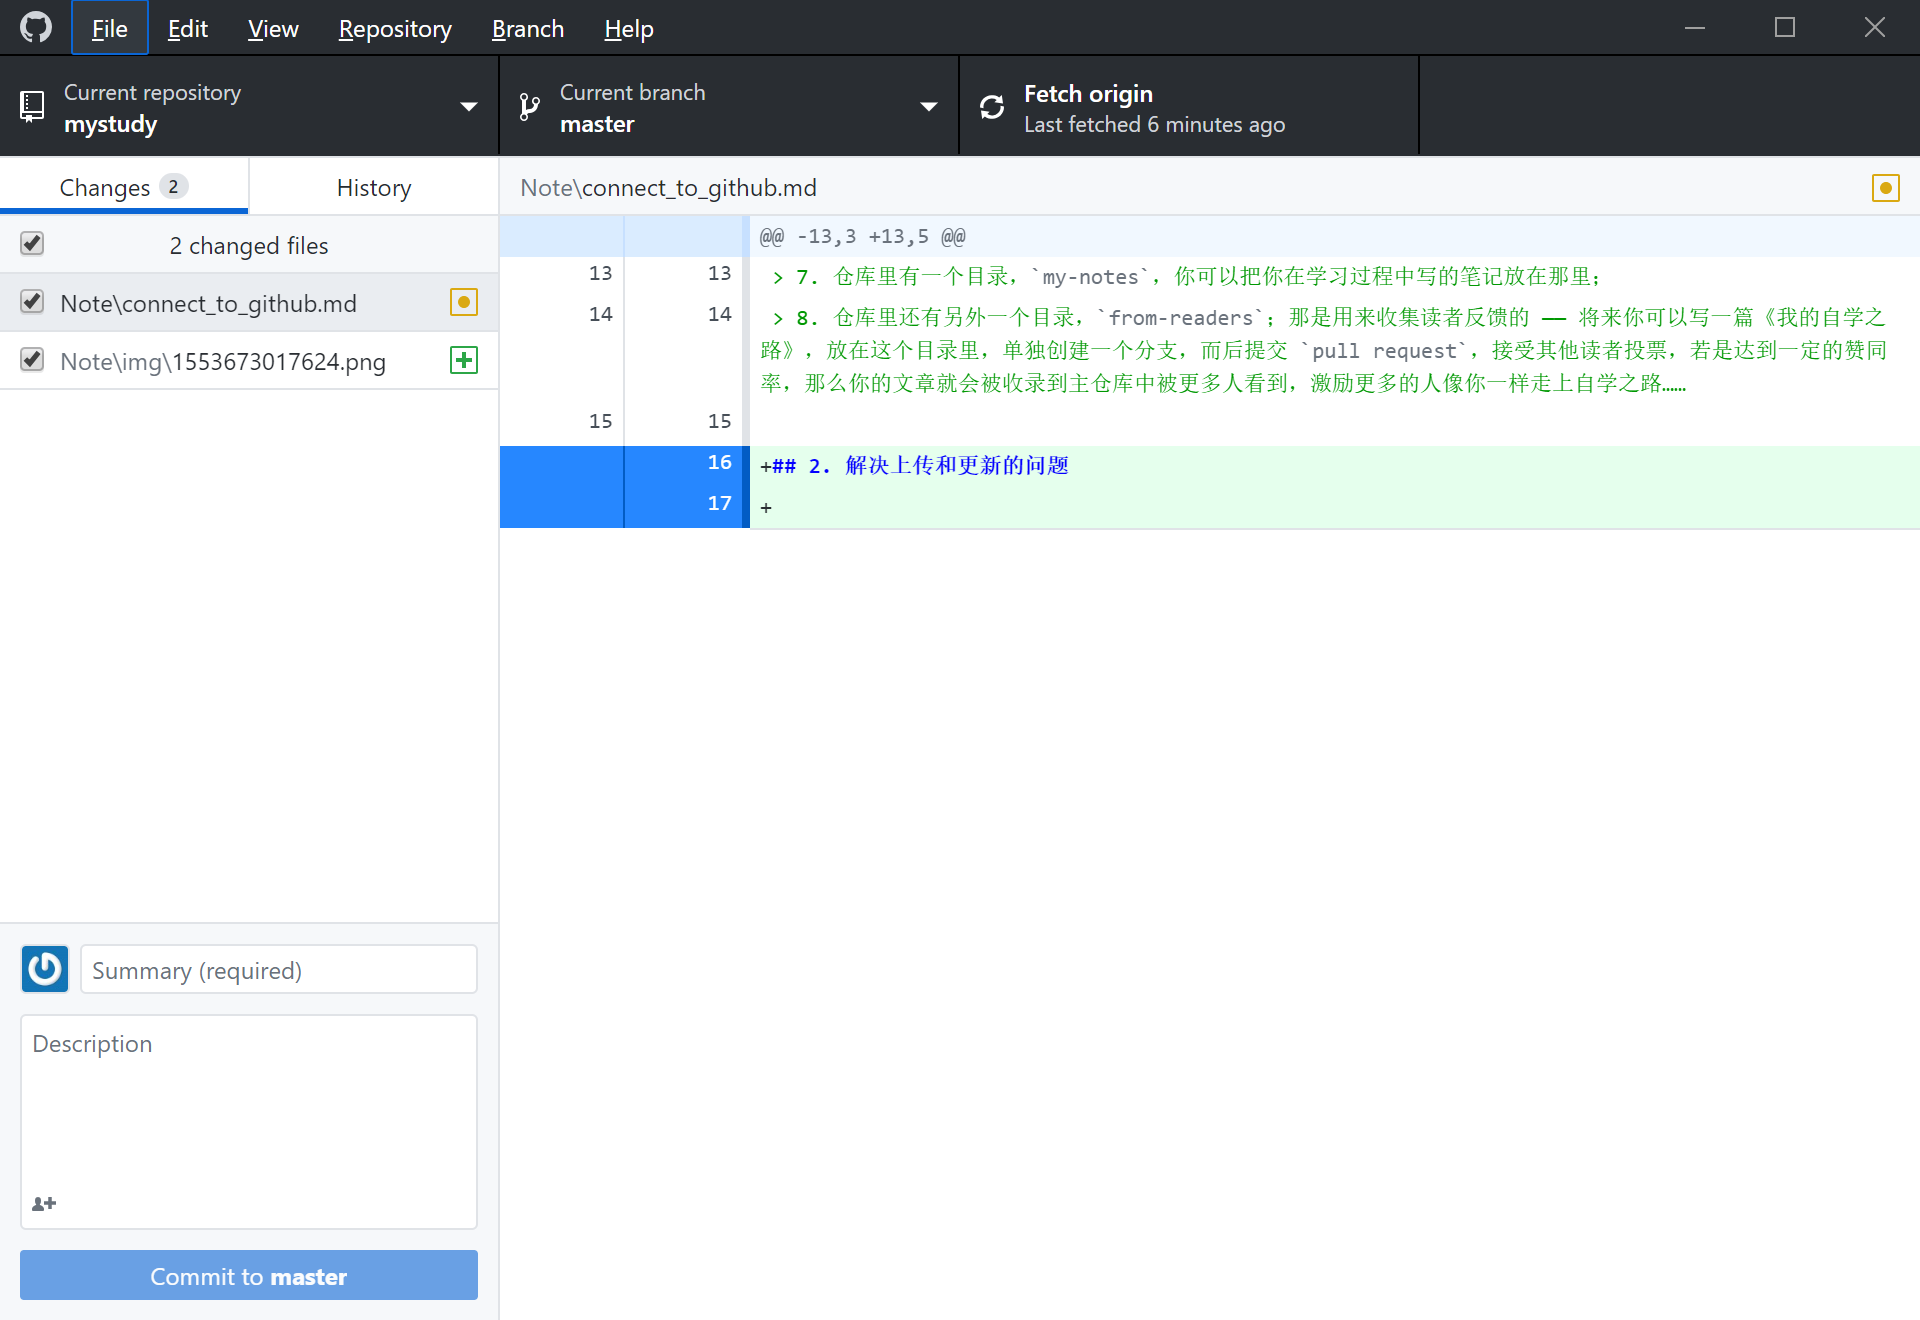 File Edit View Repository Branch Help
Current repository
mystudy
Current branch
master
Fetch origin
Last fetched 6 minutes ago
Changes 2
History
2 changed files
Note\connect_to_github.md
Note\img\1553673017624.png
Note\connect_to_github.md
@@ -13,3 +13,5 @@
13 13 > 7. 仓库里有一个目录，`my-notes`，你可以把你在学习过程中写的笔记放在那里；
14 14 > 8. 仓库里还有另外一个目录，`from-readers`；那是用来收集读者反馈的 —— 将来你可以写一篇《我的自学之
路》，放在这个目录里，单独创建一个分支，而后提交 `pull request`，接受其他读者投票，若是达到一定的赞同
率，那么你的文章就会被收录到主仓库中被更多人看到，激励更多的人像你一样走上自学之路……
15 15
16 +## 2. 解决上传和更新的问题
17 +
Summary (required)
Description
Commit to master